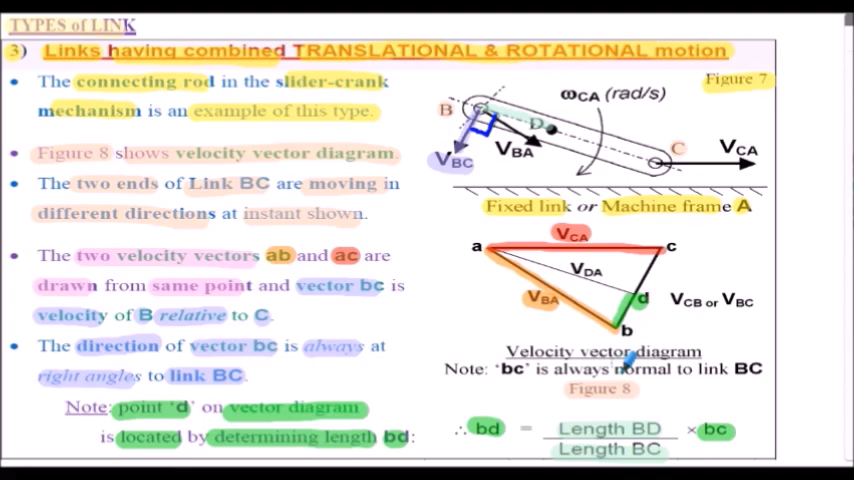 TYPES of LINK
3) Links having combined TRANSLATIONAL & ROTATIONAL motion
• The connecting rod in the slider-crank
mechanism is an example of this type.
• Figure 8 shows velocity vector diagram.
• The two ends of Link BC are moving in
different directions at instant shown.
• The two velocity vectors ab and ac are
drawn from same point and vector bc is
velocity of B relative to C.
• The direction of vector bc is always at
right angles to link BC.
Note: point 'd' on vector diagram
is located by determining length bd:
Figure 7
ωCA (rad/s)
B
D
C
VCA
VBA
VBC
Fixed link or Machine frame A
VCA
a
c
VDA
VBA
d
VCB or VBC
b
Velocity vector diagram
Note: 'bc' is always normal to link BC
Figure 8
∴ bd = Length BD / Length BC × bc